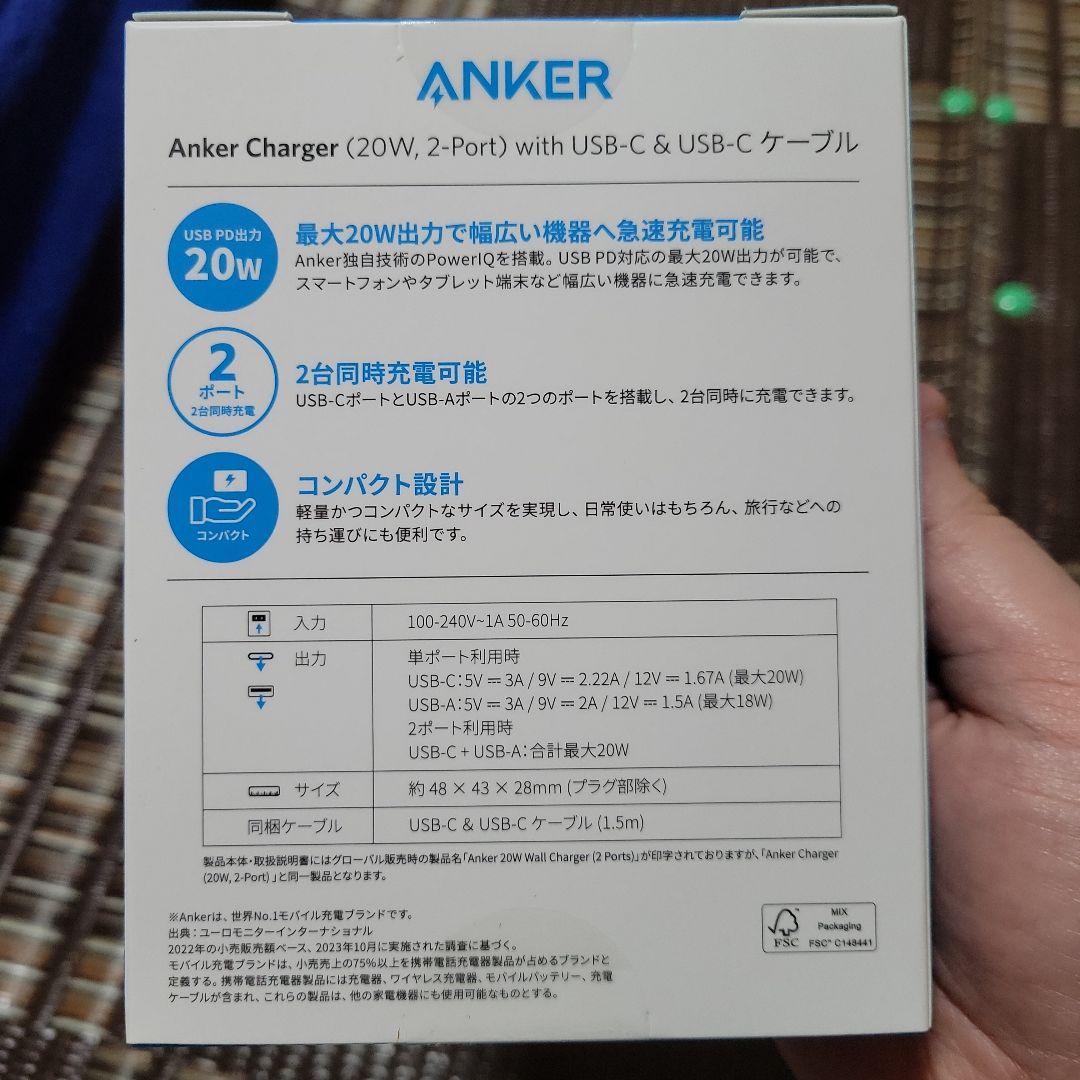 ANKER
Anker Charger (20W, 2-Port) with USB-C & USB-C ケーブル
USB PD出力
20W
最大20W出力で幅広い機器へ急速充電可能
Anker独自技術のPowerIQを搭載。USB PD対応の最大20W出力が可能で、
スマートフォンやタブレット端末など幅広い機器に急速充電できます。
2
ポート
2台同時充電
2台同時充電可能
USB-CポートとUSB-Aポートの2つのポートを搭載し、2台同時に充電できます。
コンパクト
コンパクト設計
軽量かつコンパクトなサイズを実現し、日常使いはもちろん、旅行などへの
持ち運びにも便利です。
入力 100-240V~1A 50-60Hz
出力 単ポート利用時
USB-C:5V ⎓ 3A / 9V ⎓ 2.22A / 12V ⎓ 1.67A (最大20W)
USB-A:5V ⎓ 3A / 9V ⎓ 2A / 12V ⎓ 1.5A (最大18W)
2ポート利用時
USB-C + USB-A:合計最大20W
サイズ 約 48 × 43 × 28mm (プラグ部除く)
同梱ケーブル USB-C & USB-C ケーブル (1.5m)
製品本体・取扱説明書にはグローバル販売時の製品名「Anker 20W Wall Charger (2 Ports)」が印字されておりますが、「Anker Charger
(20W, 2-Port) 」と同一製品となります。
※Ankerは、世界No.1モバイル充電ブランドです。
出典:ユーロモニターインターナショナル
2022年の小売販売額ベース、2023年10月に実施された調査に基づく。
モバイル充電ブランドは、小売売上の75%以上を携帯電話充電器製品が占めるブランドと
定義する。携帯電話充電器製品には充電器、ワイヤレス充電器、モバイルバッテリー、充電
ケーブルが含まれ、これらの製品は、他の家電機器にも使用可能なものとする。
FSC
MIX
Packaging
FSC® C148441